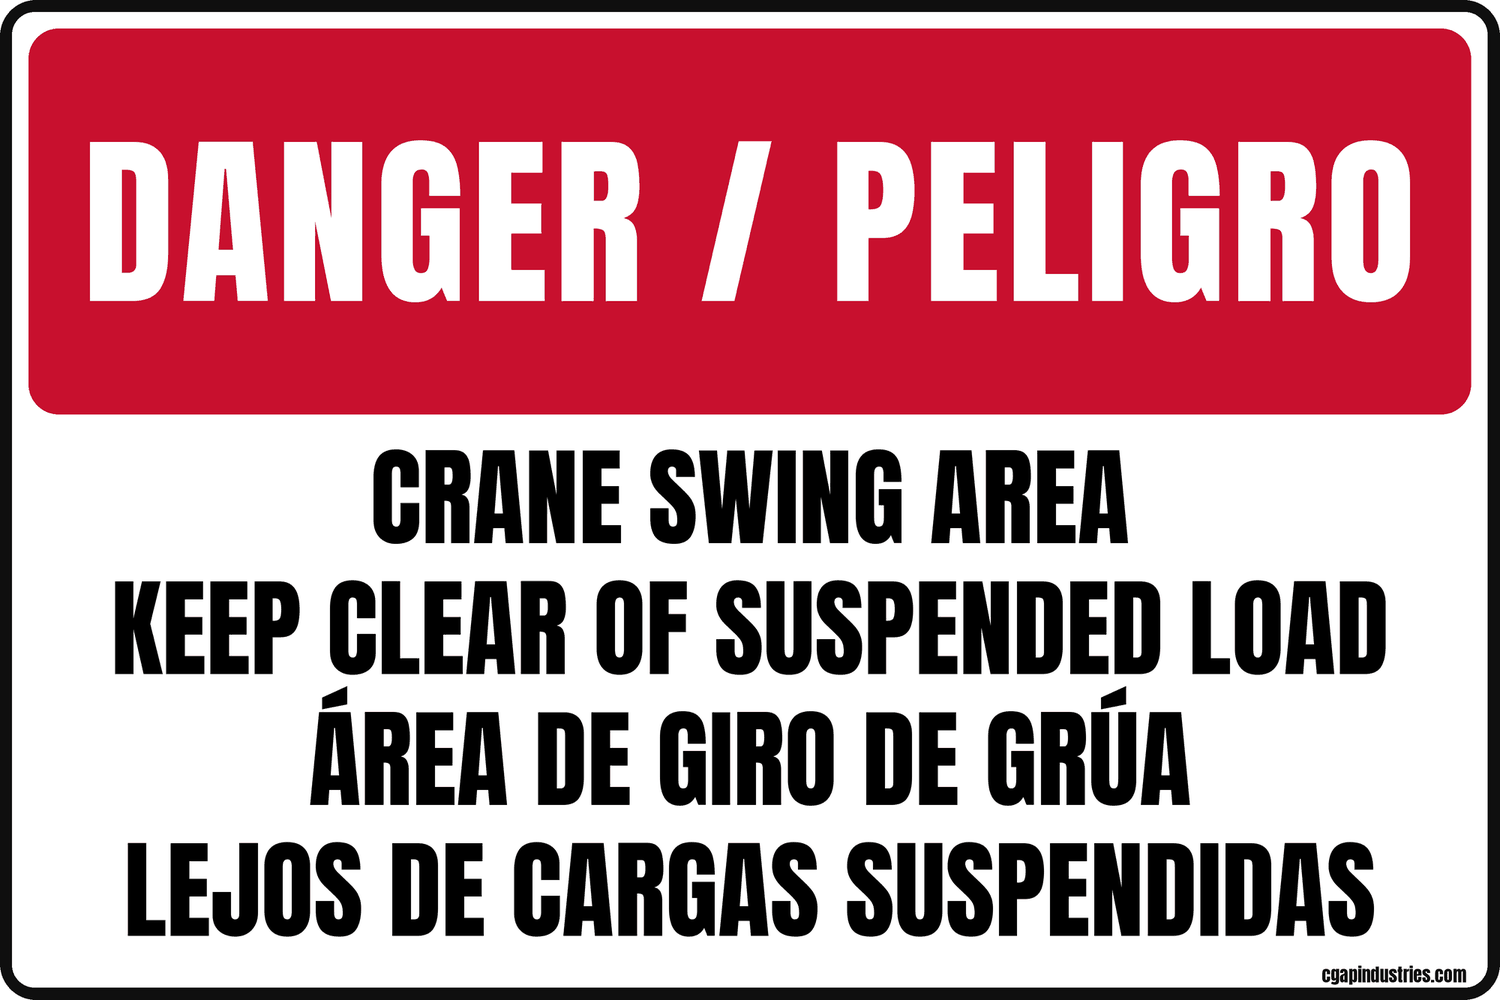 DANGER / PELIGRO
CRANE SWING AREA
KEEP CLEAR OF SUSPENDED LOAD
ÁREA DE GIRO DE GRÚA
LEJOS DE CARGAS SUSPENDIDAS
cgapindustries.com